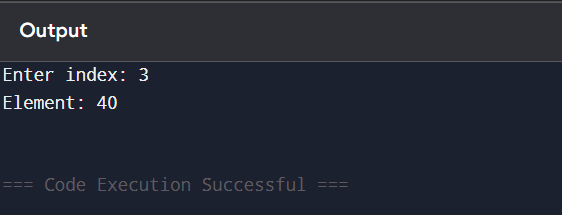 Output
Enter index: 3
Element: 40
=== Code Execution Successful ===